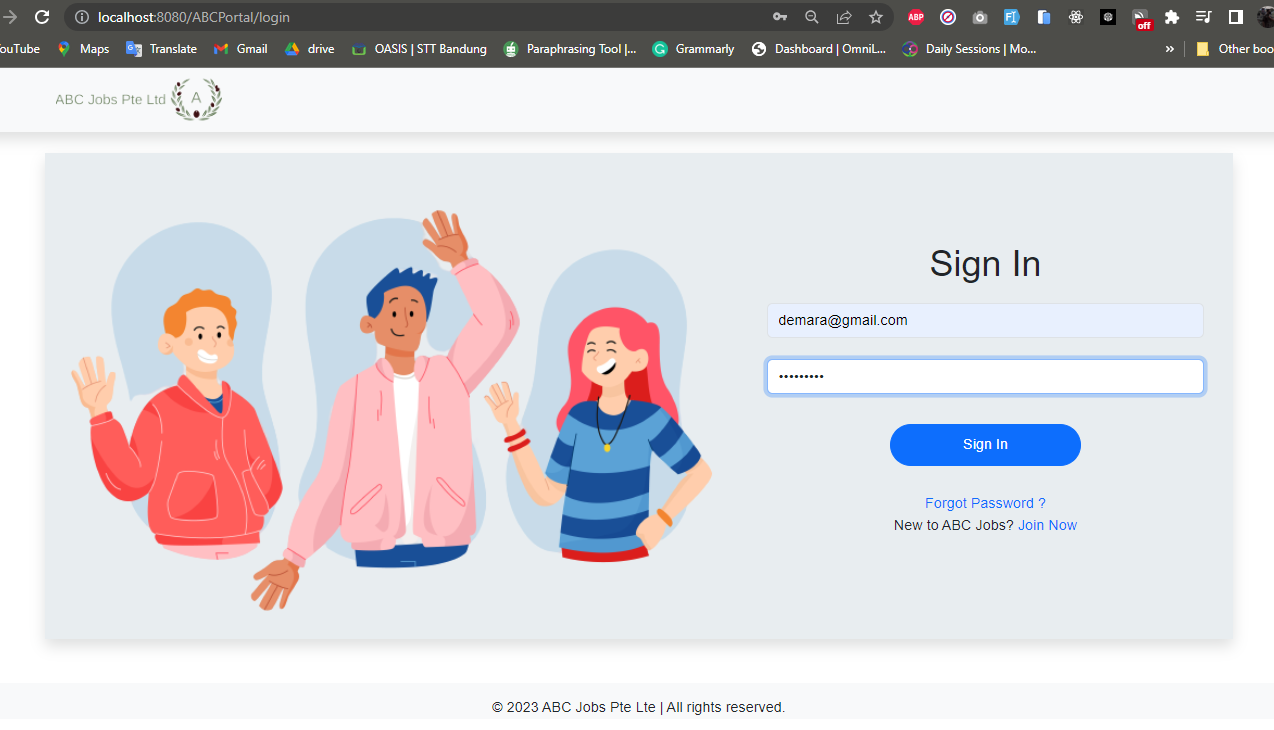 localhost:8080/ABCPortal/login
ABP
off
ouTube Maps Translate Gmail drive OASIS | STT Bandung Paraphrasing Tool |... Grammarly Dashboard | OmniL... Daily Sessions | Mo... » Other boo
ABC Jobs Pte Ltd A
Sign In
demara@gmail.com
•••••••••
Sign In
Forgot Password ?
New to ABC Jobs? Join Now
© 2023 ABC Jobs Pte Lte | All rights reserved.